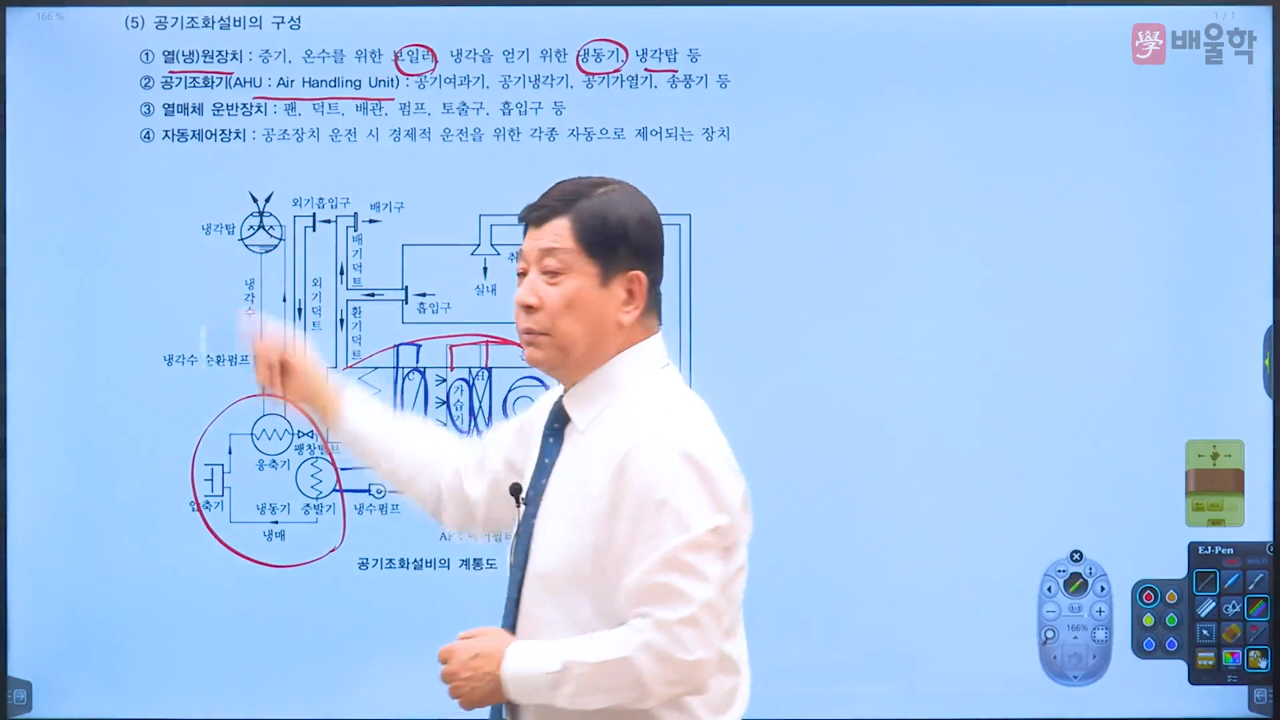 166 %
1 / 1
(5) 공기조화설비의 구성
學 배울학
① 열(냉)원장치 : 증기, 온수를 위한 보일러, 냉각을 얻기 위한 냉동기, 냉각탑 등
② 공기조화기(AHU : Air Handling Unit) : 공기여과기, 공기냉각기, 공기가열기, 송풍기 등
③ 열매체 운반장치 : 팬, 덕트, 배관, 펌프, 토출구, 흡입구 등
④ 자동제어장치 : 공조장치 운전 시 경제적 운전을 위한 각종 자동으로 제어되는 장치
외기흡입구
배기구
냉각탑
배기덕트
취
실내
냉각수
외기덕트
흡입구
환기덕트
냉각수 순환펌프
C
H
가습기
팽창밸브
응축기
압축기
냉동기
증발기
냉수펌프
냉매
공기조화설비의 계통도
EJ-Pen
166%
VIEW